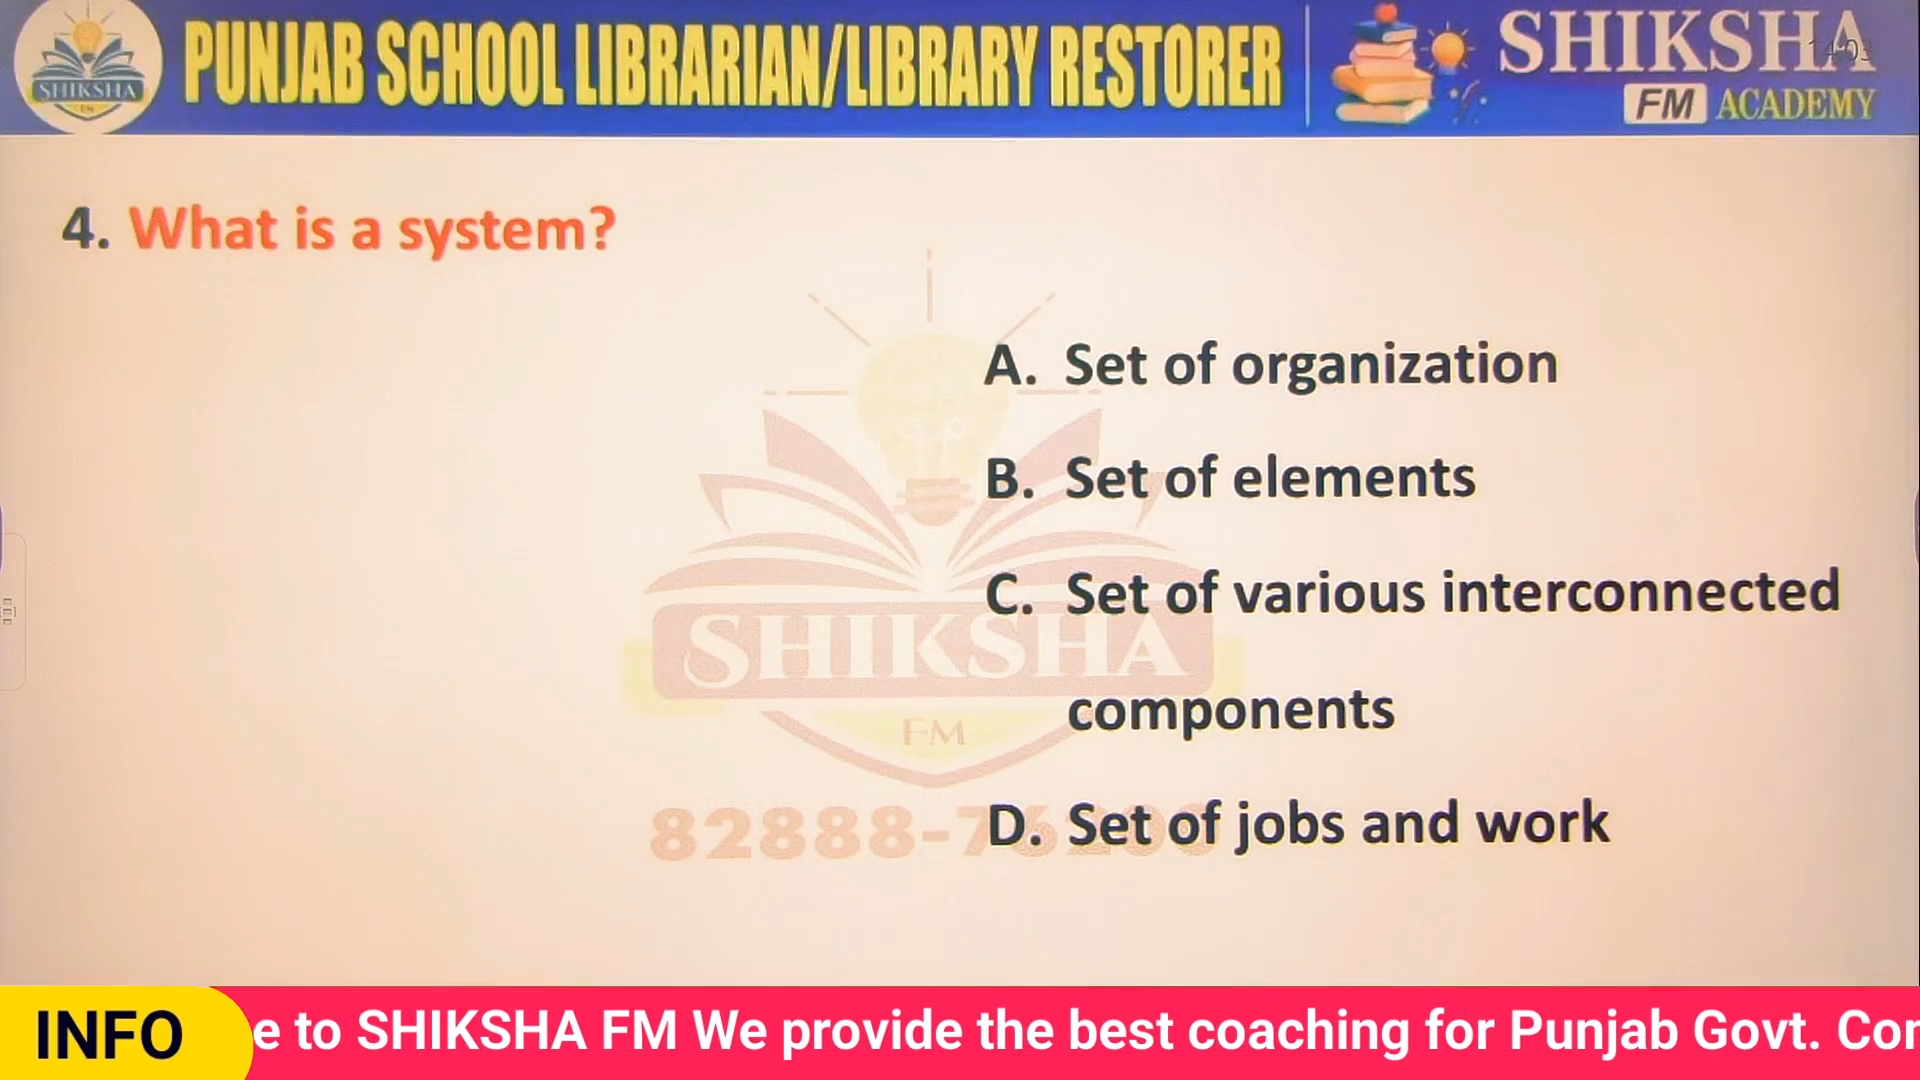 SHIKSHA
FM
PUNJAB SCHOOL LIBRARIAN/LIBRARY RESTORER
SHIKSHA
FM ACADEMY
4. What is a system?
A. Set of organization
B. Set of elements
C. Set of various interconnected
components
D. Set of jobs and work
SHIKSHA
FM
INFO
e to SHIKSHA FM We provide the best coaching for Punjab Govt. Cor